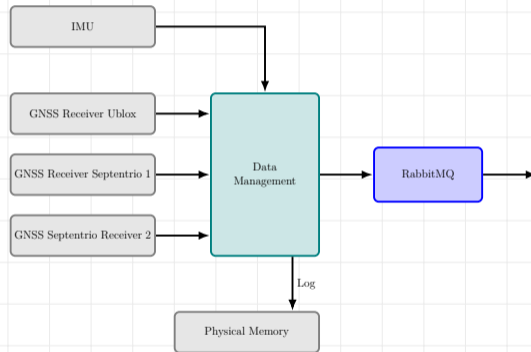 IMU
GNSS Receiver Ublox
GNSS Receiver Septentrio 1
GNSS Septentrio Receiver 2
Data
Management
RabbitMQ
Log
Physical Memory